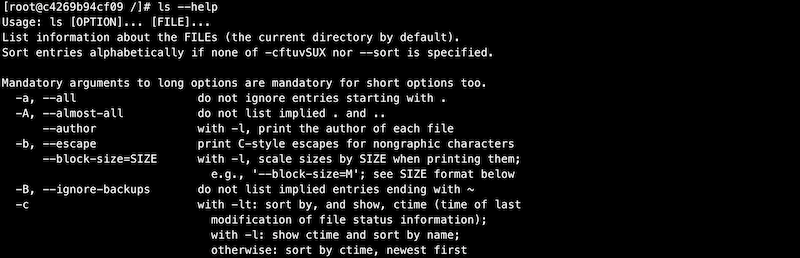 [root@c4269b94cf09 /]# ls --help
Usage: ls [OPTION]... [FILE]...
List information about the FILEs (the current directory by default).
Sort entries alphabetically if none of -cftuvSUX nor --sort is specified.

Mandatory arguments to long options are mandatory for short options too.
  -a, --all                  do not ignore entries starting with .
  -A, --almost-all           do not list implied . and ..
      --author               with -l, print the author of each file
  -b, --escape               print C-style escapes for nongraphic characters
      --block-size=SIZE      with -l, scale sizes by SIZE when printing them;
                               e.g., '--block-size=M'; see SIZE format below
  -B, --ignore-backups       do not list implied entries ending with ~
  -c                         with -lt: sort by, and show, ctime (time of last
                               modification of file status information);
                               with -l: show ctime and sort by name;
                               otherwise: sort by ctime, newest first